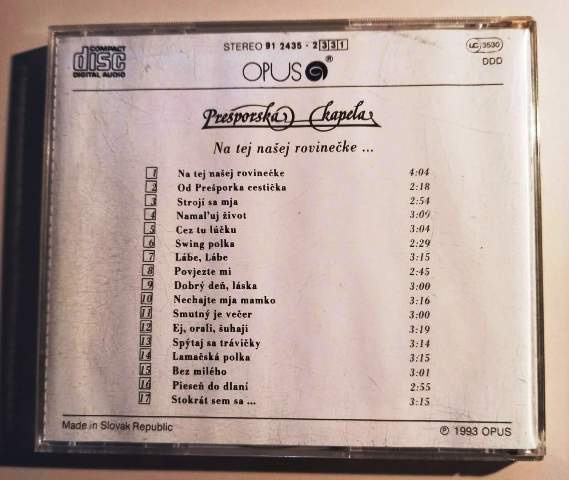 COMPACT
disc
DIGITAL AUDIO
STEREO 91 2435 - 2 331
LC 3530
OPUS ®
DDD
Prešporská kapela
Na tej našej rovinečke ...
1 Na tej našej rovinečke 4:04
2 Od Prešporka cestička 2:18
3 Strojí sa mja 2:54
4 Namaľuj život 3:09
5 Cez tu lúčku 3:04
6 Swing polka 2:29
7 Lábe, Lábe 3:15
8 Povjezte mi 2:45
9 Dobrý deň, láska 3:00
10 Nechajte mja mamko 3:16
11 Smutný je večer 3:00
12 Ej, orali, šuhaji 3:19
13 Spýtaj sa trávičky 3:14
14 Lamačská polka 3:15
15 Bez milého 3:01
16 Pieseň do dlaní 2:55
17 Stokrát sem sa ... 3:15
Made in Slovak Republic
℗ 1993 OPUS